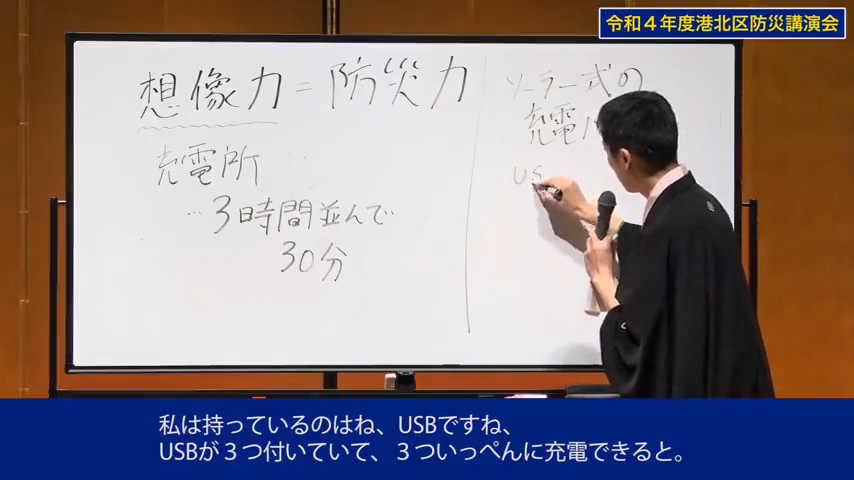 令和４年度港北区防災講演会
想像力＝防災力
充電所
…3時間並んで…
30分
ソーラー式の
充電
US
私は持っているのはね、USBですね、
USBが３つ付いていて、３ついっぺんに充電できると。